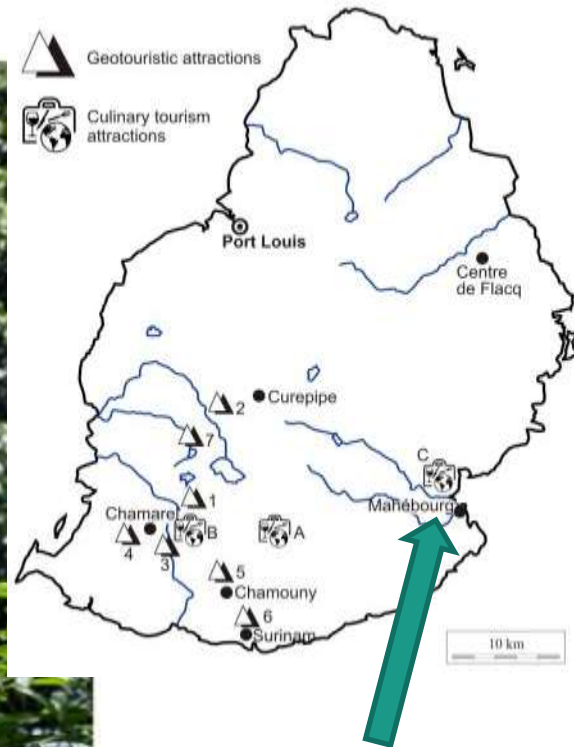 Geotouristic attractions
Culinary tourism
attractions
Port Louis
Centre
de Flacq
Curepipe
2
7
C
Mahébourg
1
Chamarel
B
A
4
3
5
Chamouny
6
Surinam
10 km